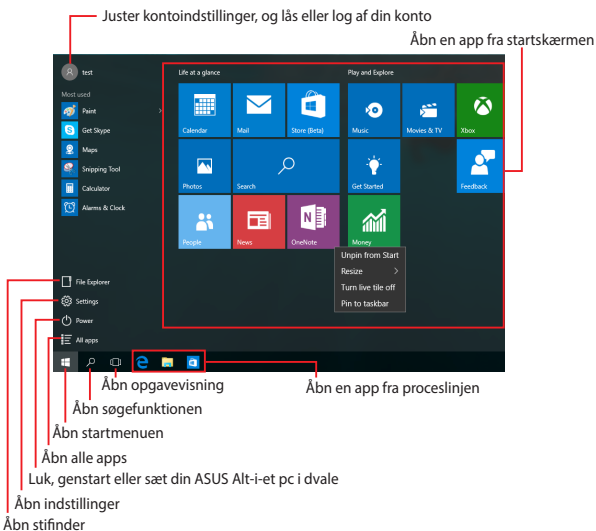 Juster kontoindstillinger, og lås eller log af din konto
Åbn en app fra startskærmen
test
Life at a glance
Play and Explore
Most used
Paint
Get Skype
Maps
Snipping Tool
Calculator
Alarms & Clock
Calendar
Mail
Store (Beta)
Music
Movies & TV
Xbox
Photos
Search
Get Started
Feedback
People
News
OneNote
Money
Unpin from Start
Resize
Turn live tile off
Pin to taskbar
File Explorer
Settings
Power
All apps
Åbn opgavevisning
Åbn en app fra proceslinjen
Åbn søgefunktionen
Åbn startmenuen
Åbn alle apps
Luk, genstart eller sæt din ASUS Alt-i-et pc i dvale
Åbn indstillinger
Åbn stifinder